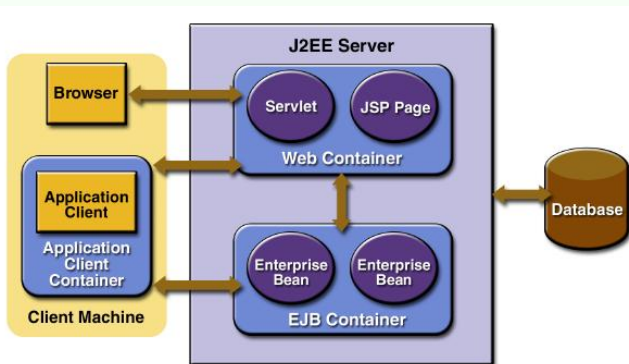 J2EE Server
Browser
Servlet
JSP Page
Web Container
Application
Client
Application
Client
Container
Client Machine
Enterprise
Bean
Enterprise
Bean
EJB Container
Database